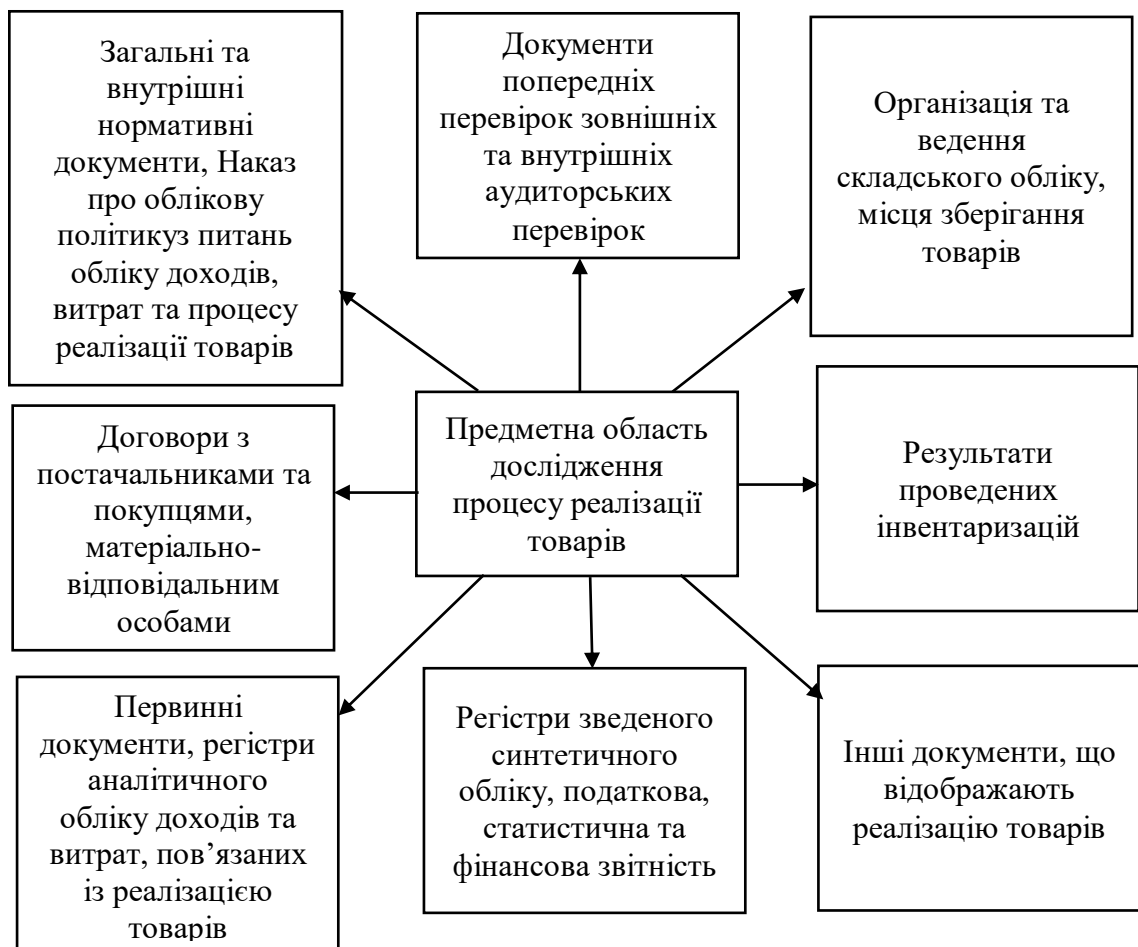 Загальні та
внутрішні
нормативні
документи, Наказ
про облікову
політикуз питань
обліку доходів,
витрат та процесу
реалізації товарів
Документи
попередніх
перевірок зовнішніх
та внутрішніх
аудиторських
перевірок
Організація та
ведення
складського обліку,
місця зберігання
товарів
Договори з
постачальниками та
покупцями,
матеріально-
відповідальним
особами
Предметна область
дослідження
процесу реалізації
товарів
Результати
проведених
інвентаризацій
Первинні
документи, регістри
аналітичного
обліку доходів та
витрат, пов’язаних
із реалізацією
товарів
Регістри зведеного
синтетичного
обліку, податкова,
статистична та
фінансова звітність
Інші документи, що
відображають
реалізацію товарів